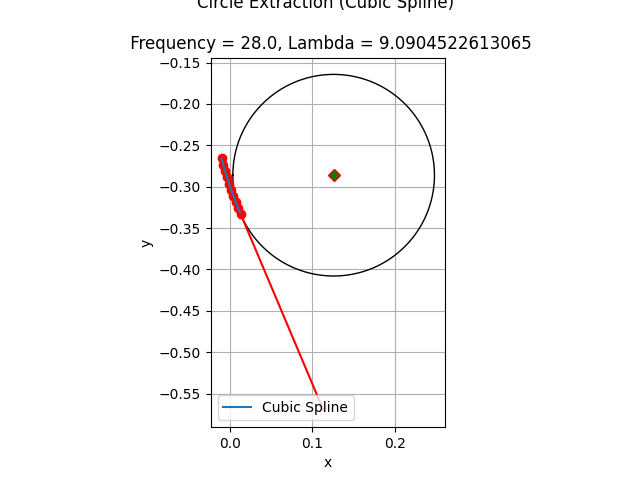 Circle Extraction (Cubic Spline)
Frequency = 28.0, Lambda = 9.0904522613065
−0.15
−0.20
−0.25
−0.30
−0.35
−0.40
−0.45
−0.50
−0.55
y
Cubic Spline
0.0 0.1 0.2
x